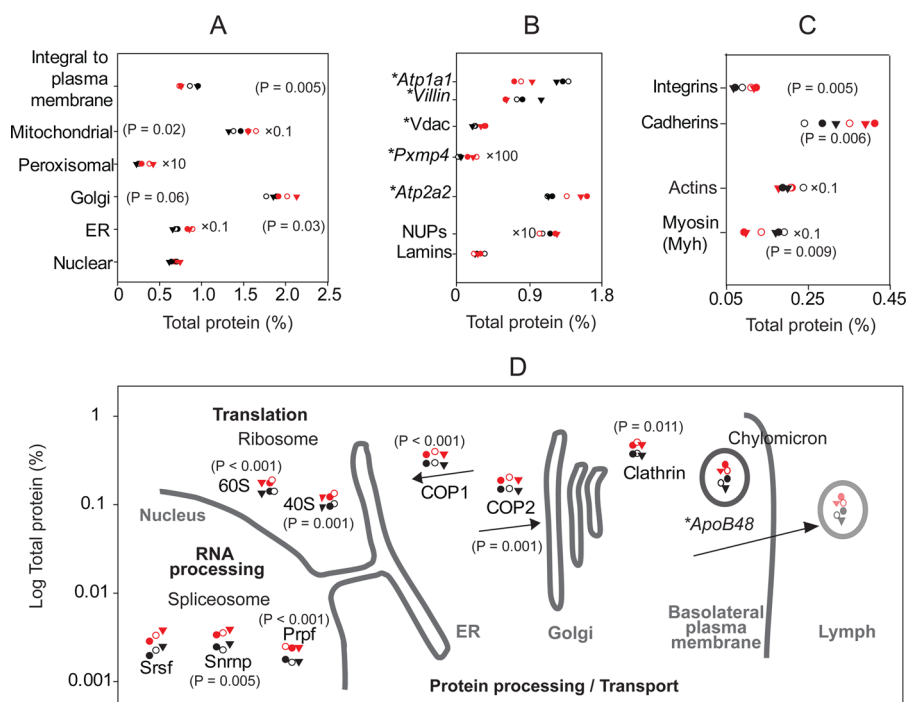 A
Integral to
plasma
membrane
(P = 0.005)
Mitochondrial
(P = 0.02)
×0.1
Peroxisomal
×10
Golgi
(P = 0.06)
ER
×0.1
(P = 0.03)
Nuclear
0
0.5
1.0
1.5
2.0
2.5
Total protein (%)
B
*Atp1a1
*Villin
*Vdac
*Pxmp4
×100
*Atp2a2
NUPs
×10
Lamins
0
0.9
1.8
Total protein (%)
C
Integrins
(P = 0.005)
Cadherins
(P = 0.006)
Actins
×0.1
Myosin
(Myh)
×0.1
(P = 0.009)
0.05
0.25
0.45
Total protein (%)
D
Log Total protein (%)
1
0.1
0.01
0.001
Translation
Ribosome
(P < 0.001)
60S
40S
(P = 0.001)
Nucleus
RNA
processing
Spliceosome
(P < 0.001)
Prpf
Srsf
Snrnp
(P = 0.005)
(P < 0.001)
COP1
COP2
(P = 0.001)
ER
Golgi
(P = 0.011)
Clathrin
Chylomicron
*ApoB48
Basolateral
plasma
membrane
Lymph
Protein processing / Transport